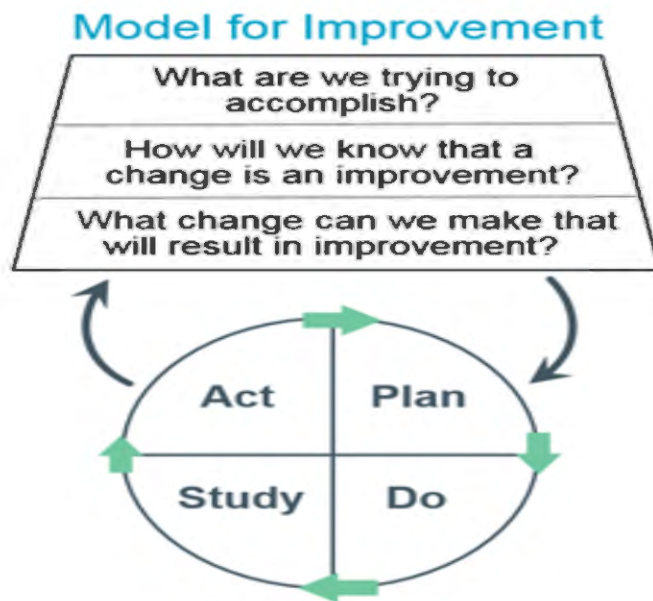 Model for Improvement
What are we trying to
accomplish?
How will we know that a
change is an improvement?
What change can we make that
will result in improvement?
Act
Plan
Study
Do